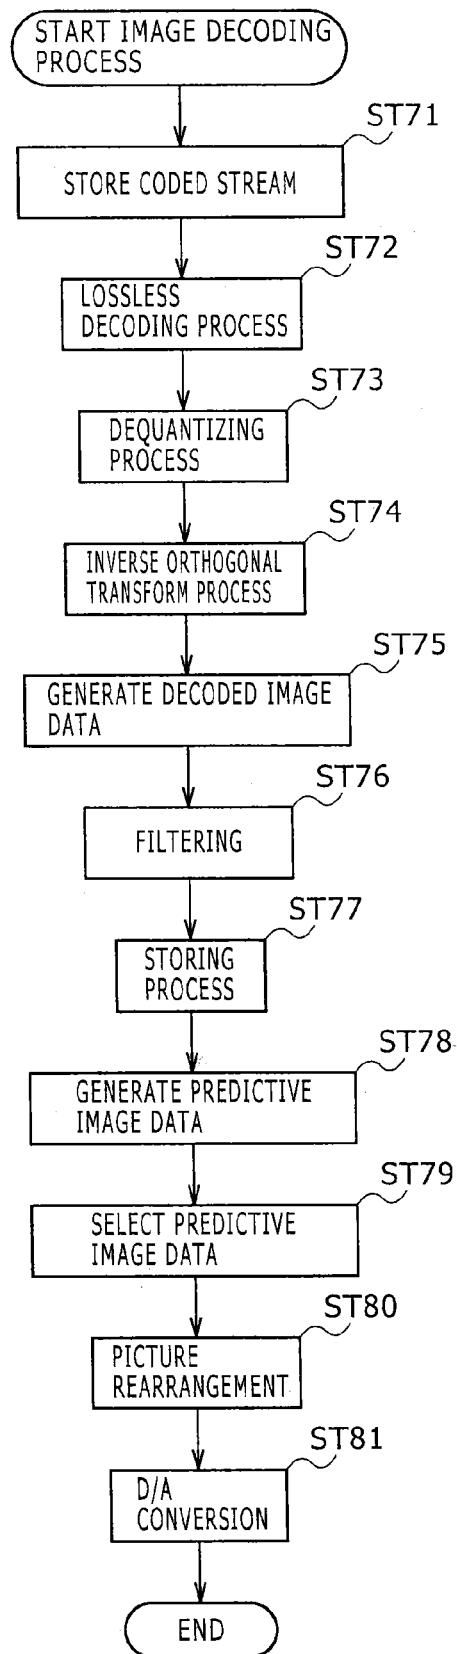 START IMAGE DECODING
PROCESS
ST71
STORE CODED STREAM
ST72
LOSSLESS
DECODING PROCESS
ST73
DEQUANTIZING
PROCESS
ST74
INVERSE ORTHOGONAL
TRANSFORM PROCESS
ST75
GENERATE DECODED IMAGE
DATA
ST76
FILTERING
ST77
STORING
PROCESS
ST78
GENERATE PREDICTIVE
IMAGE DATA
ST79
SELECT PREDICTIVE
IMAGE DATA
ST80
PICTURE
REARRANGEMENT
ST81
D/A
CONVERSION
END